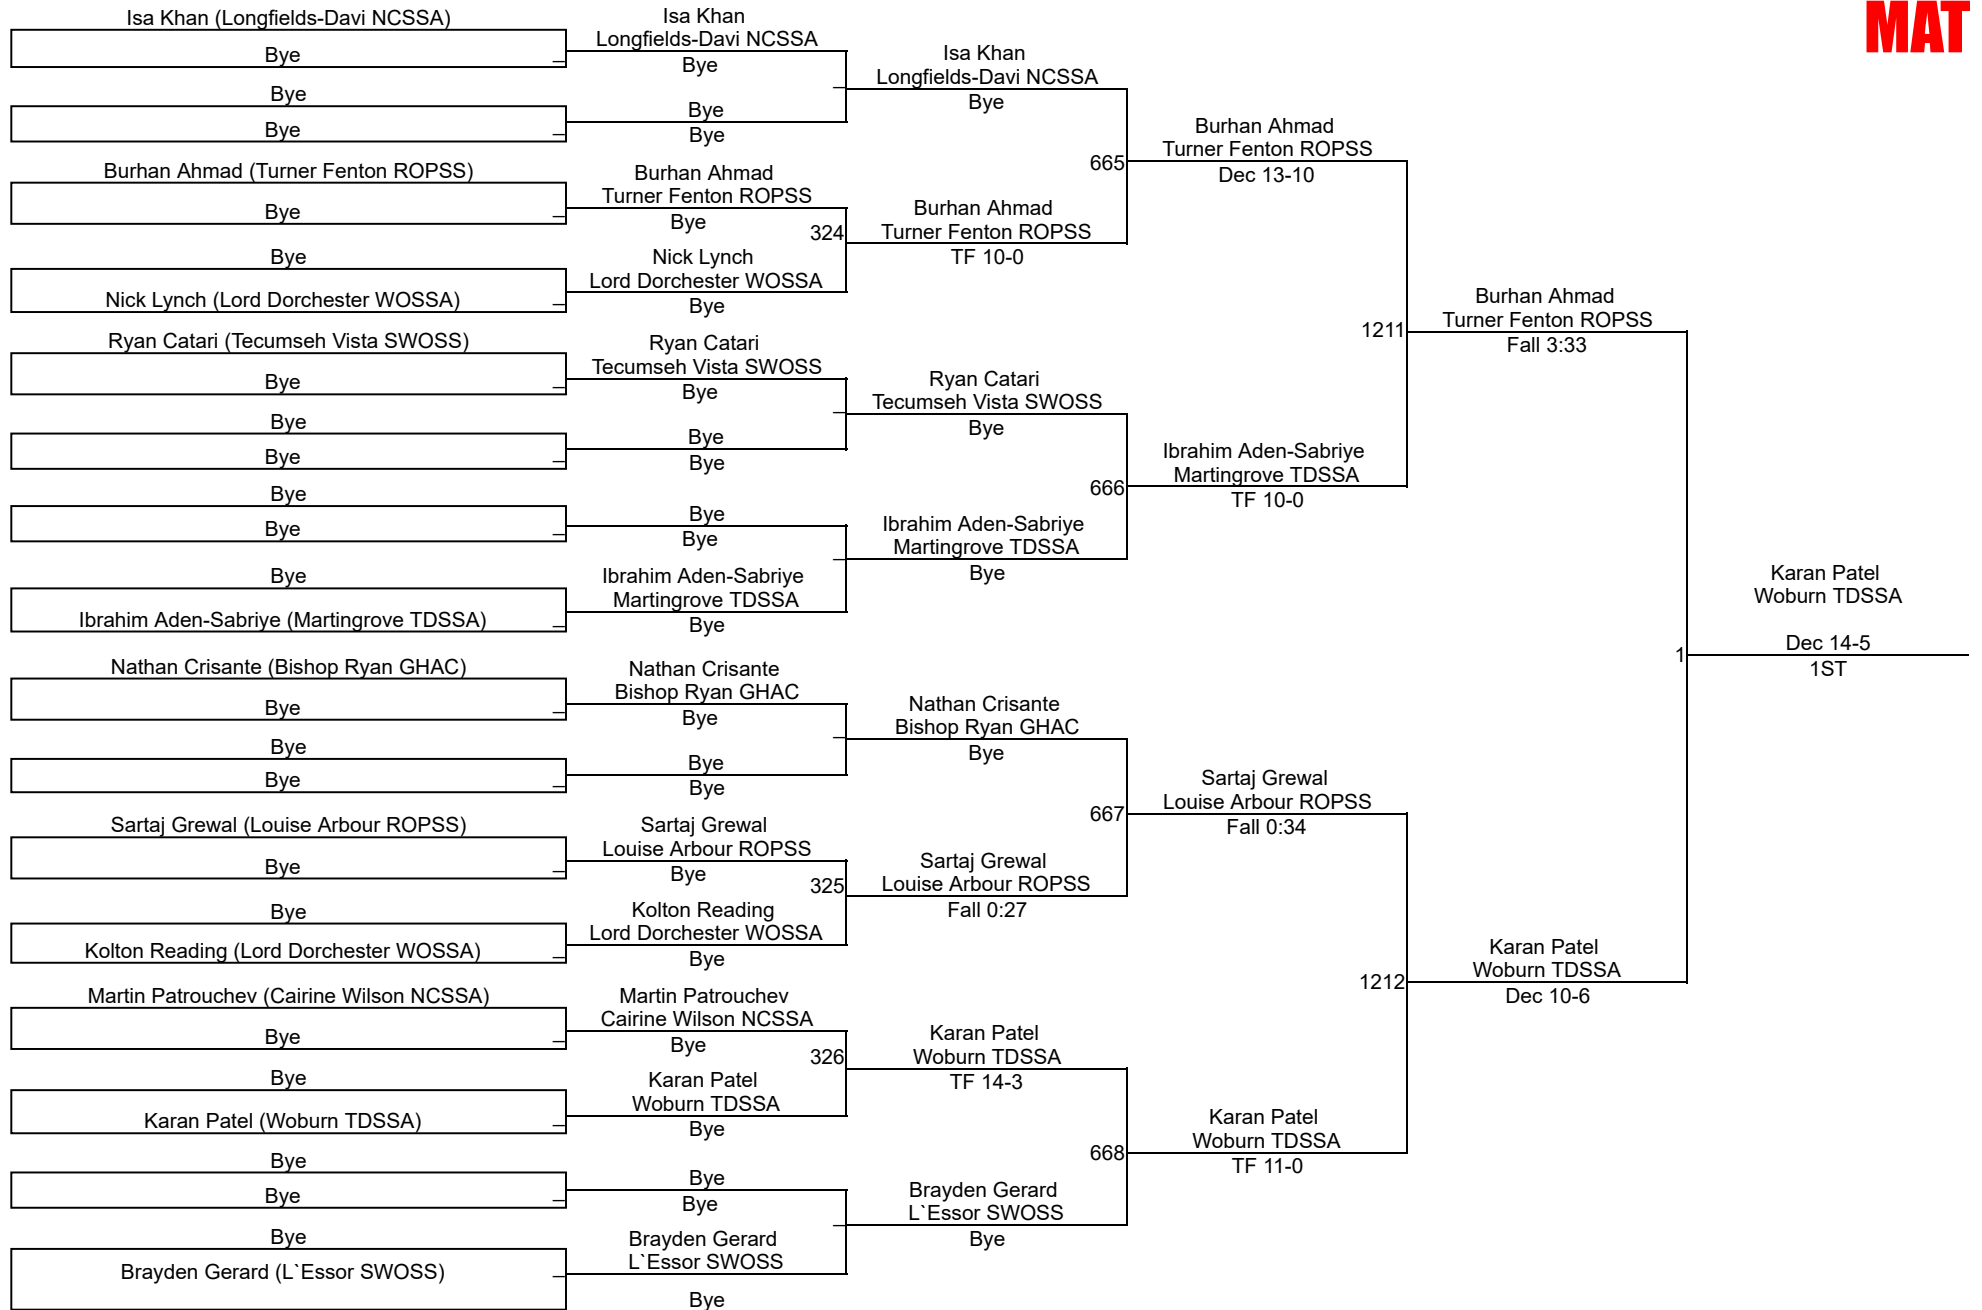 MAT
Isa Khan (Longfields-Davi NCSSA)
Bye
Bye
Bye
Burhan Ahmad (Turner Fenton ROPSS)
Bye
Bye
Nick Lynch (Lord Dorchester WOSSA)
Ryan Catari (Tecumseh Vista SWOSS)
Bye
Bye
Bye
Bye
Bye
Bye
Ibrahim Aden-Sabriye (Martingrove TDSSA)
Nathan Crisante (Bishop Ryan GHAC)
Bye
Bye
Bye
Sartaj Grewal (Louise Arbour ROPSS)
Bye
Bye
Kolton Reading (Lord Dorchester WOSSA)
Martin Patrouchev (Cairine Wilson NCSSA)
Bye
Bye
Karan Patel (Woburn TDSSA)
Bye
Bye
Bye
Brayden Gerard (L`Essor SWOSS)
Isa Khan
Longfields-Davi NCSSA
Bye
Bye
Bye
Burhan Ahmad
Turner Fenton ROPSS
Bye
324
Nick Lynch
Lord Dorchester WOSSA
Bye
Ryan Catari
Tecumseh Vista SWOSS
Bye
Bye
Bye
Bye
Bye
Ibrahim Aden-Sabriye
Martingrove TDSSA
Bye
Nathan Crisante
Bishop Ryan GHAC
Bye
Bye
Bye
Sartaj Grewal
Louise Arbour ROPSS
Bye
325
Kolton Reading
Lord Dorchester WOSSA
Bye
Martin Patrouchev
Cairine Wilson NCSSA
Bye
326
Karan Patel
Woburn TDSSA
Bye
Bye
Bye
Brayden Gerard
L`Essor SWOSS
Bye
Isa Khan
Longfields-Davi NCSSA
Bye
665
Burhan Ahmad
Turner Fenton ROPSS
TF 10-0
Ryan Catari
Tecumseh Vista SWOSS
Bye
666
Ibrahim Aden-Sabriye
Martingrove TDSSA
Bye
Nathan Crisante
Bishop Ryan GHAC
Bye
667
Sartaj Grewal
Louise Arbour ROPSS
Fall 0:27
Karan Patel
Woburn TDSSA
TF 14-3
668
Brayden Gerard
L`Essor SWOSS
Bye
Burhan Ahmad
Turner Fenton ROPSS
Dec 13-10
1211
Ibrahim Aden-Sabriye
Martingrove TDSSA
TF 10-0
Sartaj Grewal
Louise Arbour ROPSS
Fall 0:34
1212
Karan Patel
Woburn TDSSA
TF 11-0
Burhan Ahmad
Turner Fenton ROPSS
Fall 3:33
1
Karan Patel
Woburn TDSSA
Dec 10-6
Karan Patel
Woburn TDSSA
Dec 14-5
1ST